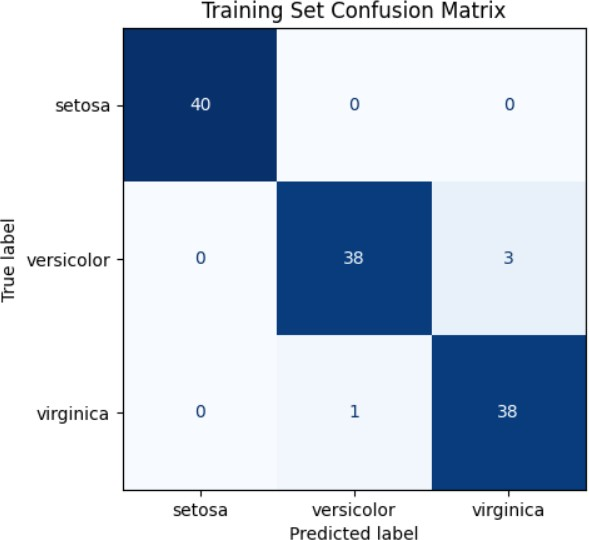 Training Set Confusion Matrix
True label
setosa 40 0 0
versicolor 0 38 3
virginica 0 1 38
setosa versicolor virginica
Predicted label